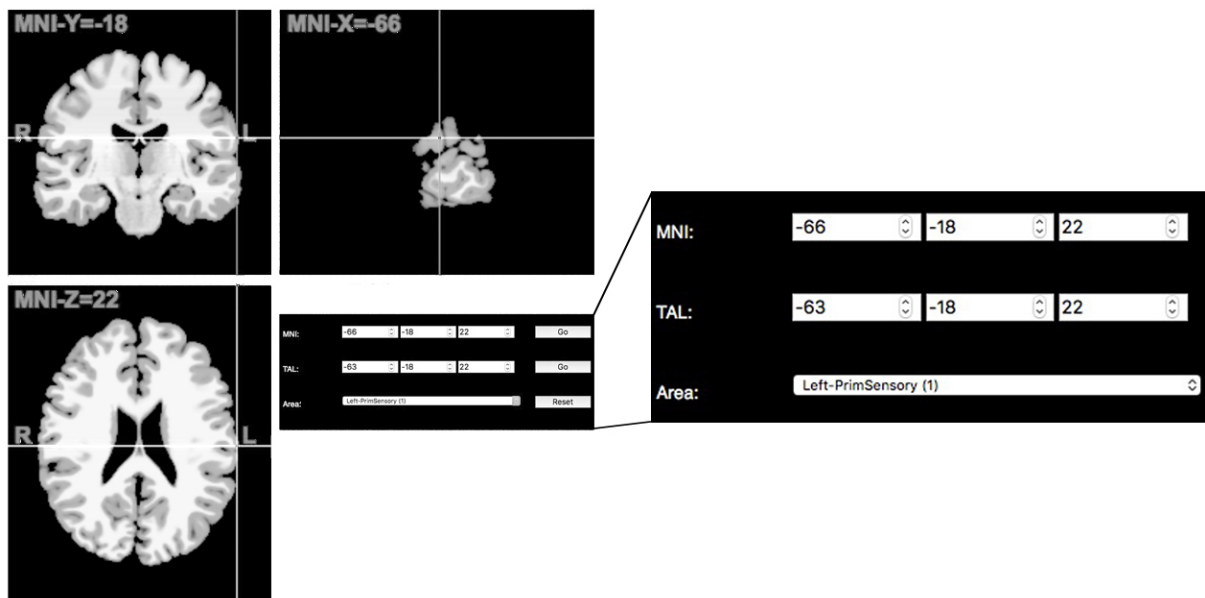 MNI-Y=-18
R L
MNI-X=-66
MNI-Z=22
R L
MNI: -66 -18 22 Go
TAL: -63 -18 22 Go
Area: Left-PrimSensory (1) Reset
MNI: -66 -18 22
TAL: -63 -18 22
Area: Left-PrimSensory (1)